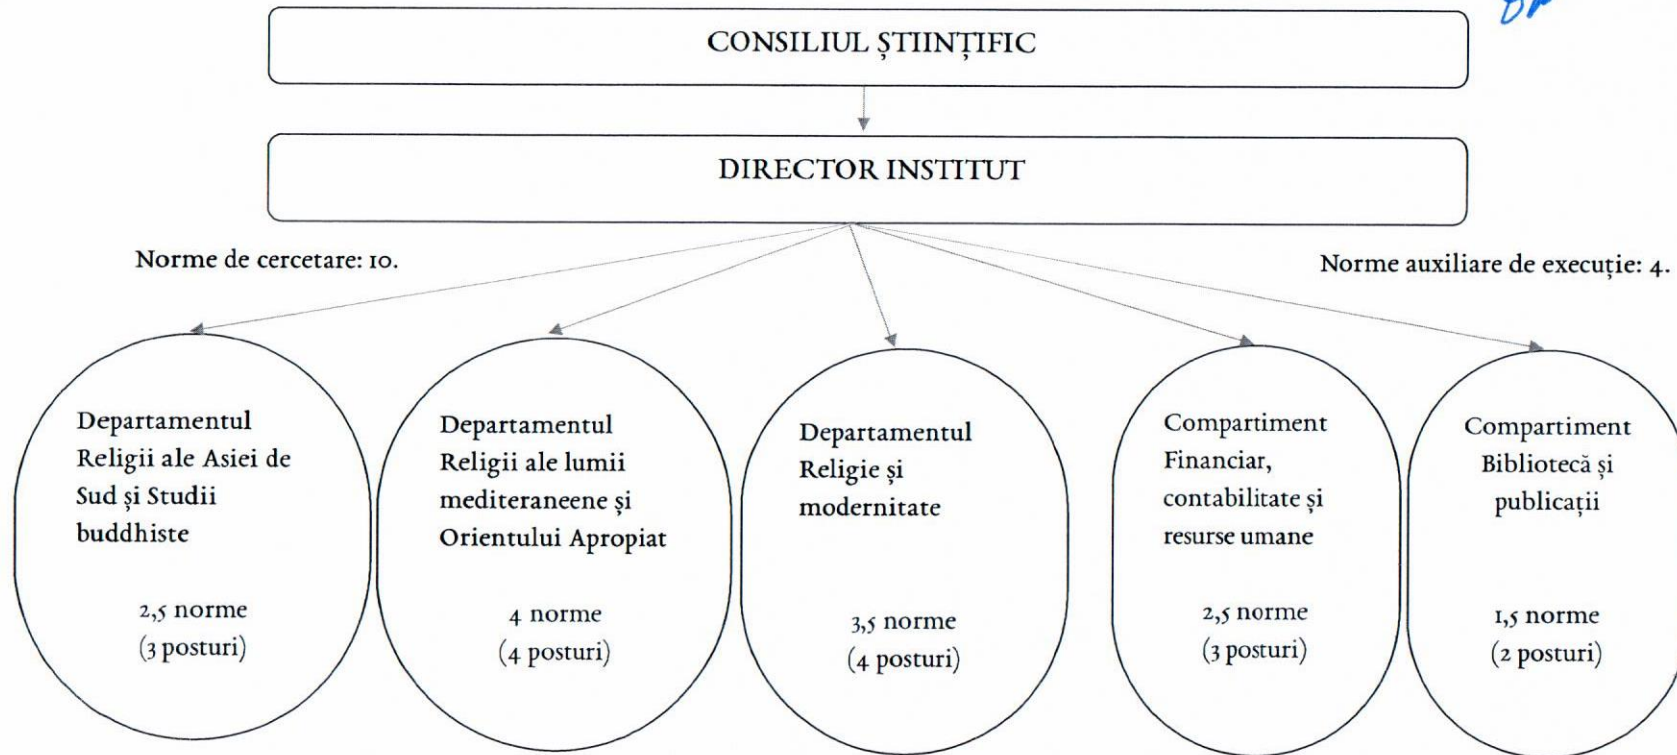 CONSILIUL ȘTIINȚIFIC
DIRECTOR INSTITUT
Norme de cercetare: 10.
Norme auxiliare de execuție: 4.
Departamentul
Religii ale Asiei de
Sud și Studii
buddhiste
2,5 norme
(3 posturi)
Departamentul
Religii ale lumii
mediteraneene și
Orientului Apropiat
4 norme
(4 posturi)
Departamentul
Religie și
modernitate
3,5 norme
(4 posturi)
Compartiment
Financiar,
contabilitate și
resurse umane
2,5 norme
(3 posturi)
Compartiment
Bibliotecă și
publicații
1,5 norme
(2 posturi)